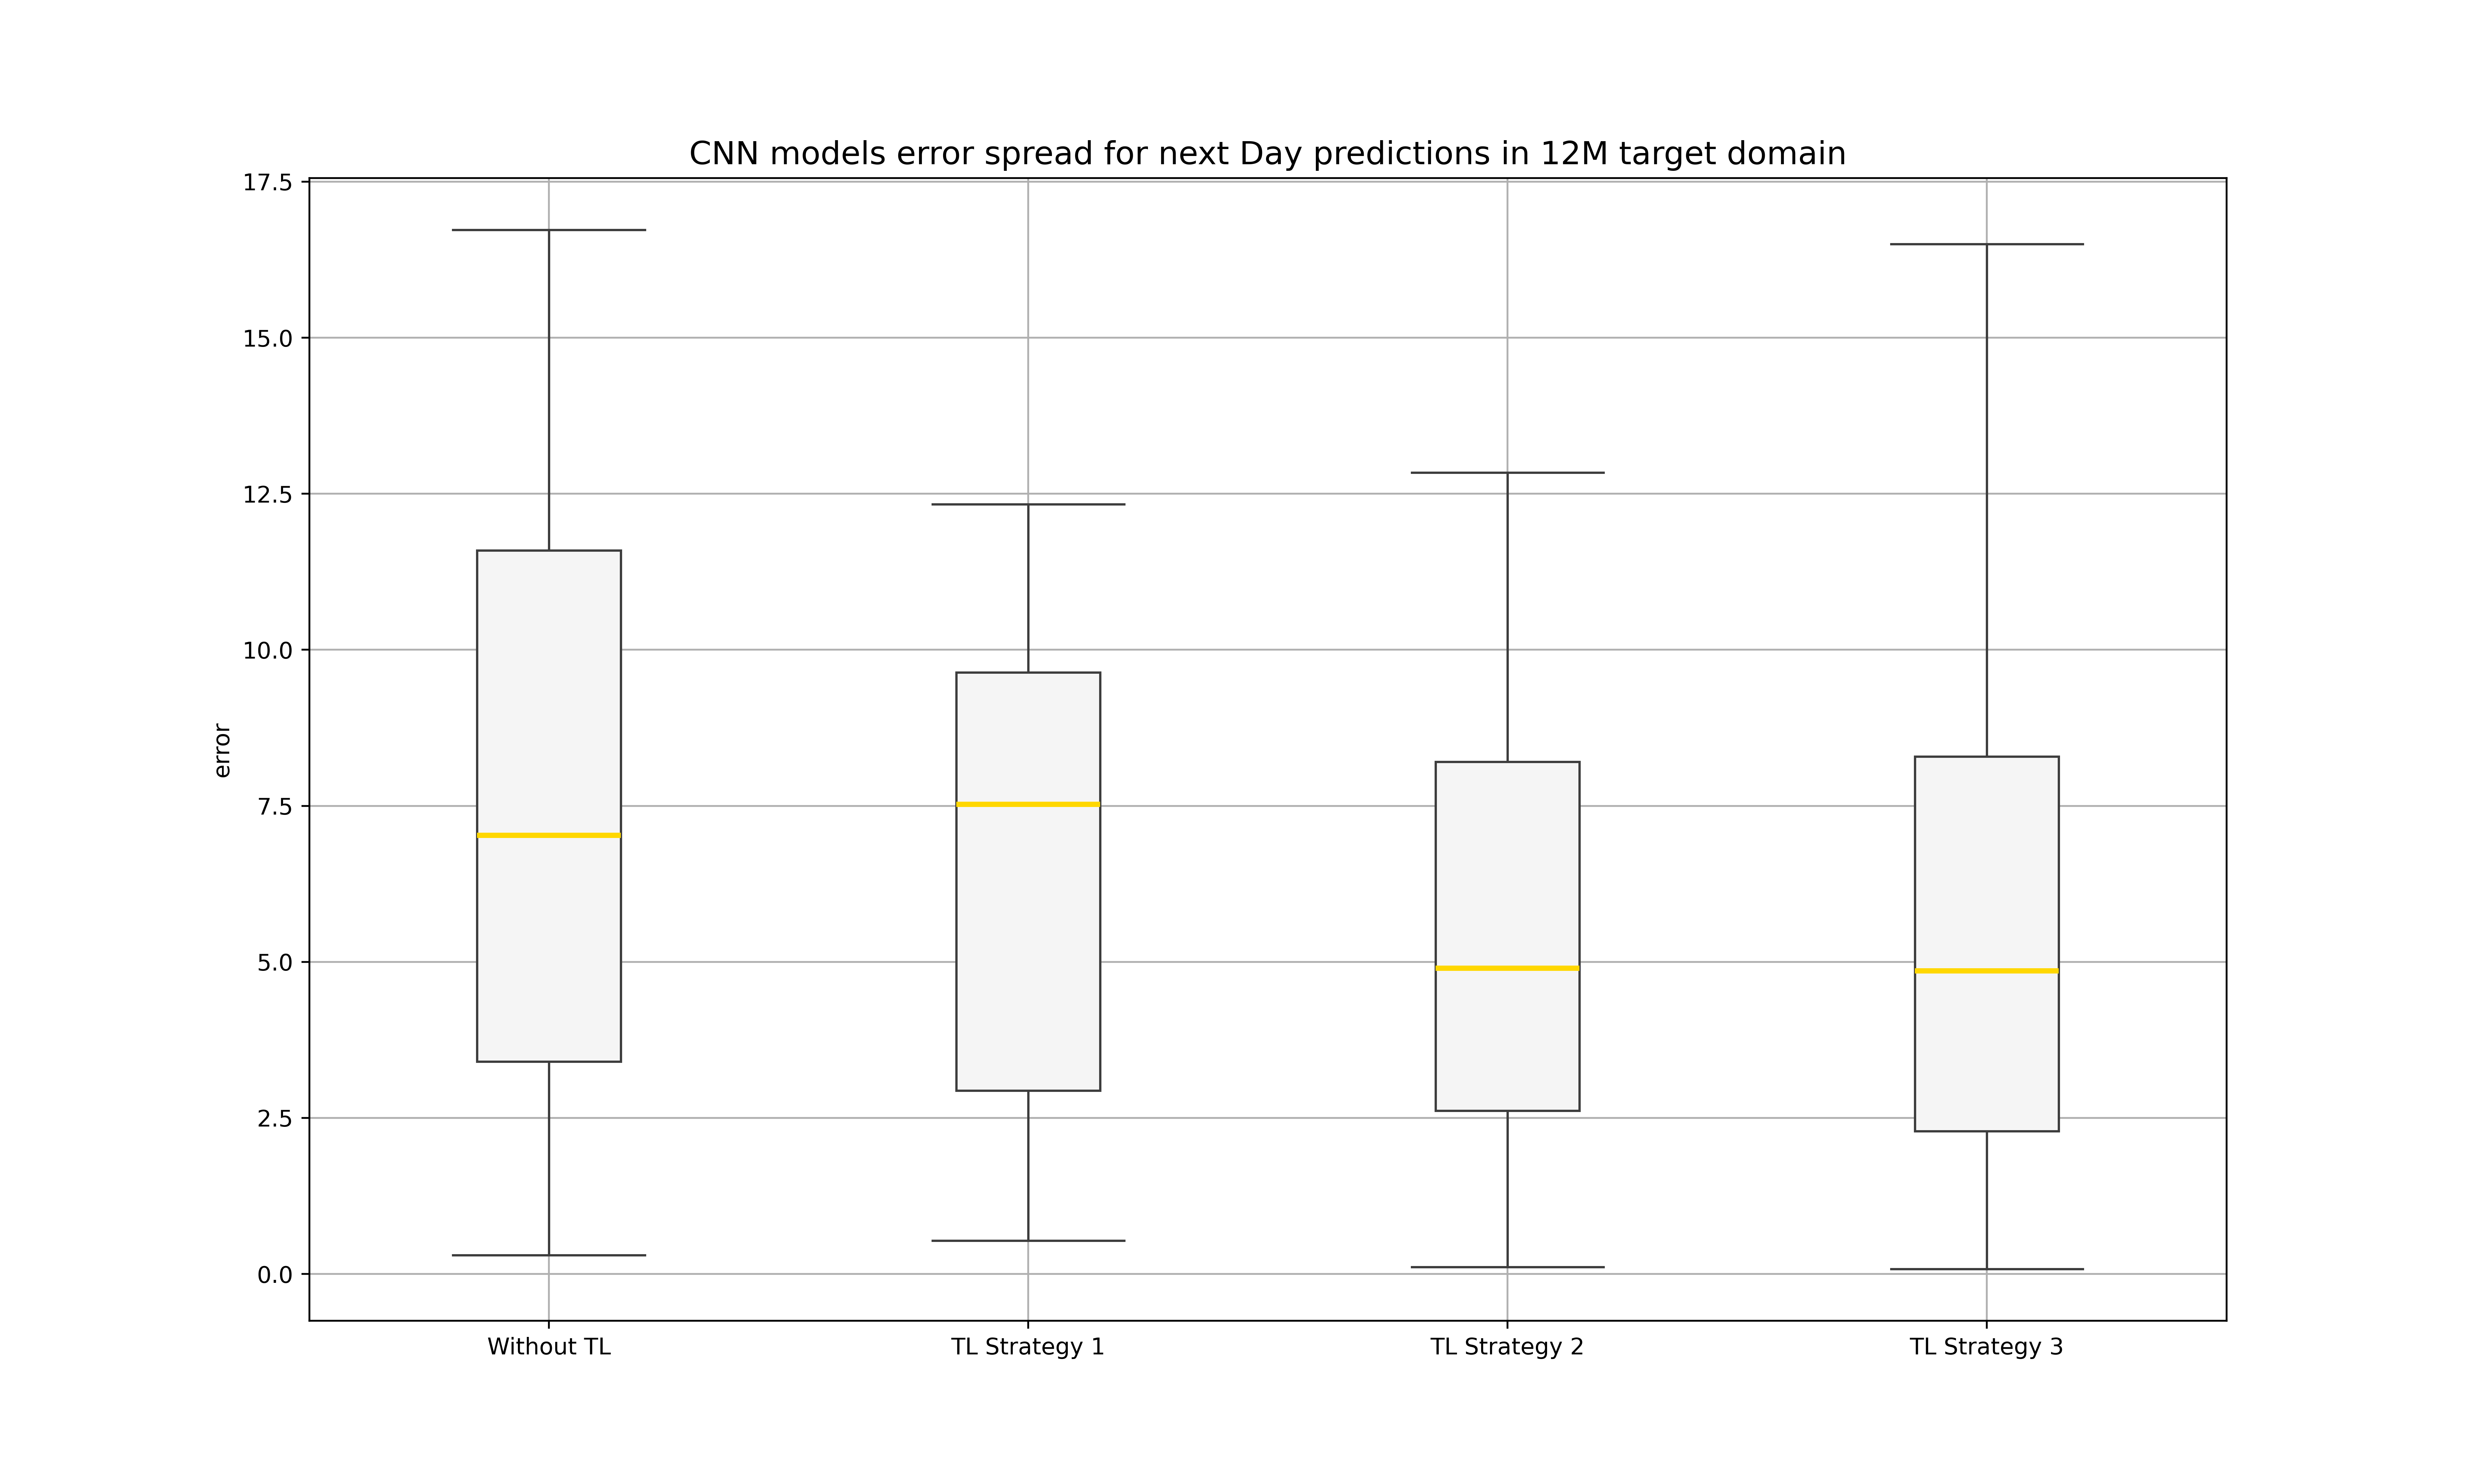 CNN models error spread for next Day predictions in 12M target domain
17.5
15.0
12.5
10.0
7.5
5.0
2.5
0.0
error
Without TL
TL Strategy 1
TL Strategy 2
TL Strategy 3